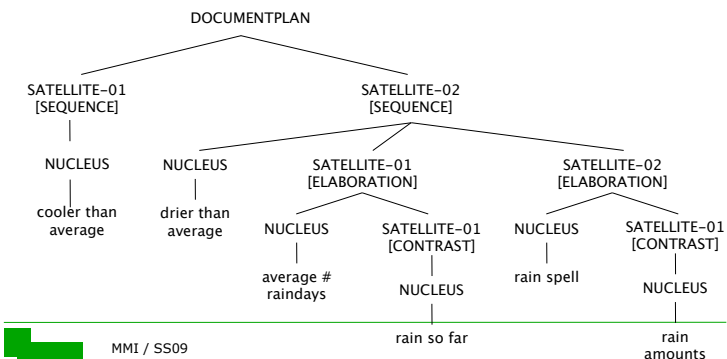 DOCUMENTPLAN
SATELLITE-01
[SEQUENCE]
SATELLITE-02
[SEQUENCE]
NUCLEUS
NUCLEUS
SATELLITE-01
[ELABORATION]
SATELLITE-02
[ELABORATION]
cooler than
average
drier than
average
NUCLEUS
SATELLITE-01
[CONTRAST]
NUCLEUS
SATELLITE-01
[CONTRAST]
average #
raindays
NUCLEUS
rain spell
NUCLEUS
rain so far
rain
amounts
MMI / SS09